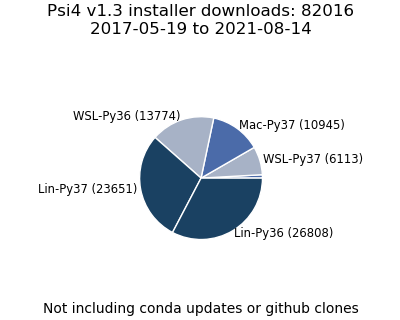 Psi4 v1.3 installer downloads: 82016
2017-05-19 to 2021-08-14
WSL-Py36 (13774)
Mac-Py37 (10945)
WSL-Py37 (6113)
Lin-Py37 (23651)
Lin-Py36 (26808)
Not including conda updates or github clones